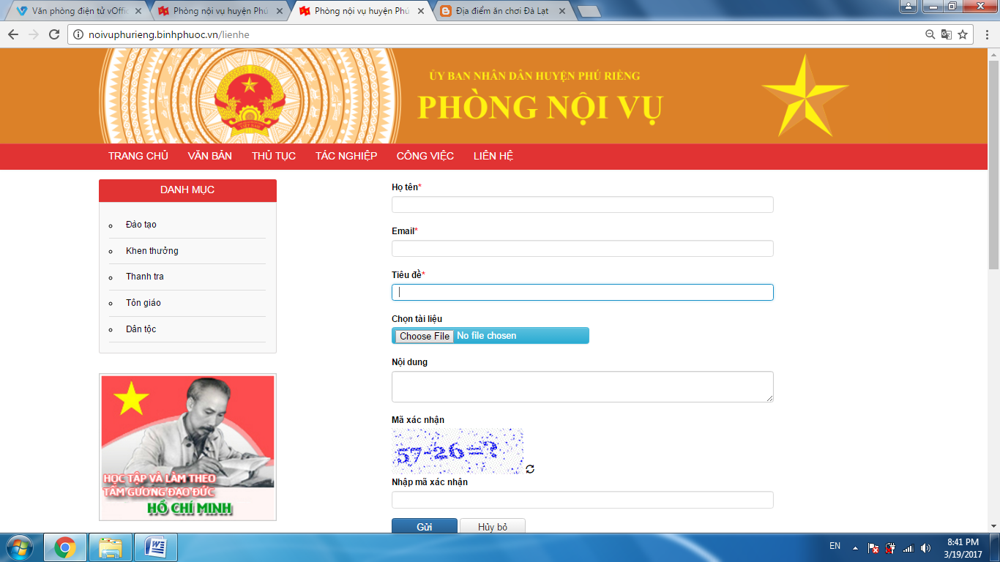 Văn phòng điện tử vOffic
Phòng nội vụ huyện Phú
Phòng nội vụ huyện Phú
Địa điểm ăn chơi Đà Lạt
noivuphurieng.binhphuoc.vn/lienhe
ỦY BAN NHÂN DÂN HUYỆN PHÚ RIỀNG
PHÒNG NỘI VỤ
VIỆT NAM
TRANG CHỦ VĂN BẢN THỦ TỤC TÁC NGHIỆP CÔNG VIỆC LIÊN HỆ
DANH MỤC
Đào tạo
Khen thưởng
Thanh tra
Tôn giáo
Dân tộc
HỌC TẬP VÀ LÀM THEO
TẤM GƯƠNG ĐẠO ĐỨC
HỒ CHÍ MINH
Họ tên*
Email*
Tiêu đề*
Chọn tài liệu
Choose File No file chosen
Nội dung
Mã xác nhận
57-26=?
Nhập mã xác nhận
Gửi Hủy bỏ
EN
8:41 PM
3/19/2017